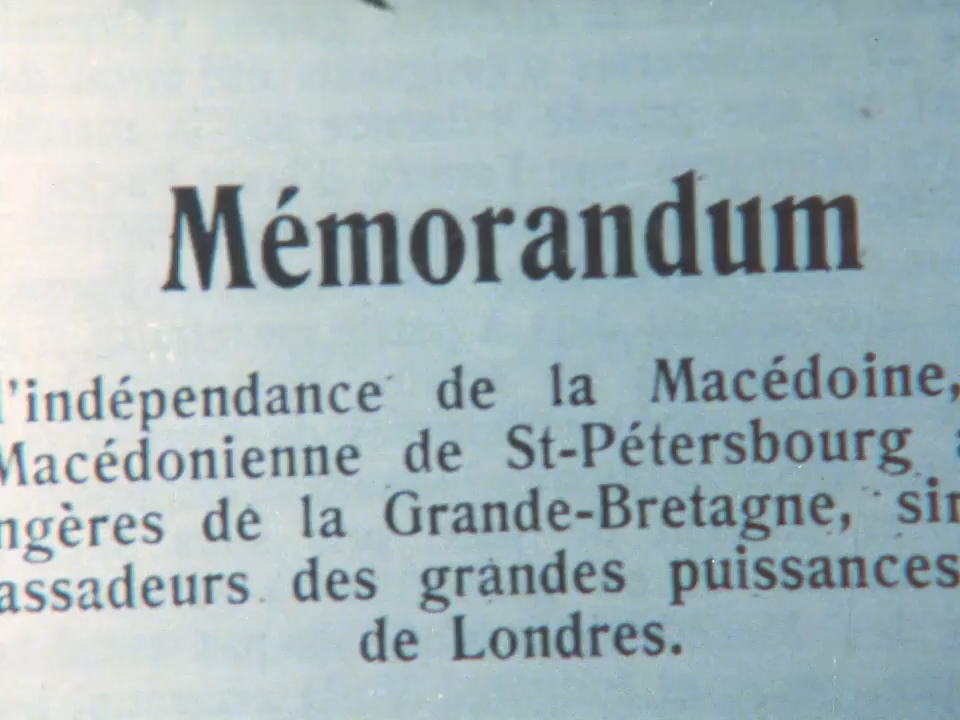 Mémorandum
l'indépendance de la Macédoine,
Macédonienne de St-Pétersbourg
ngères de la Grande-Bretagne, sin
assadeurs des grandes puissances
de Londres.